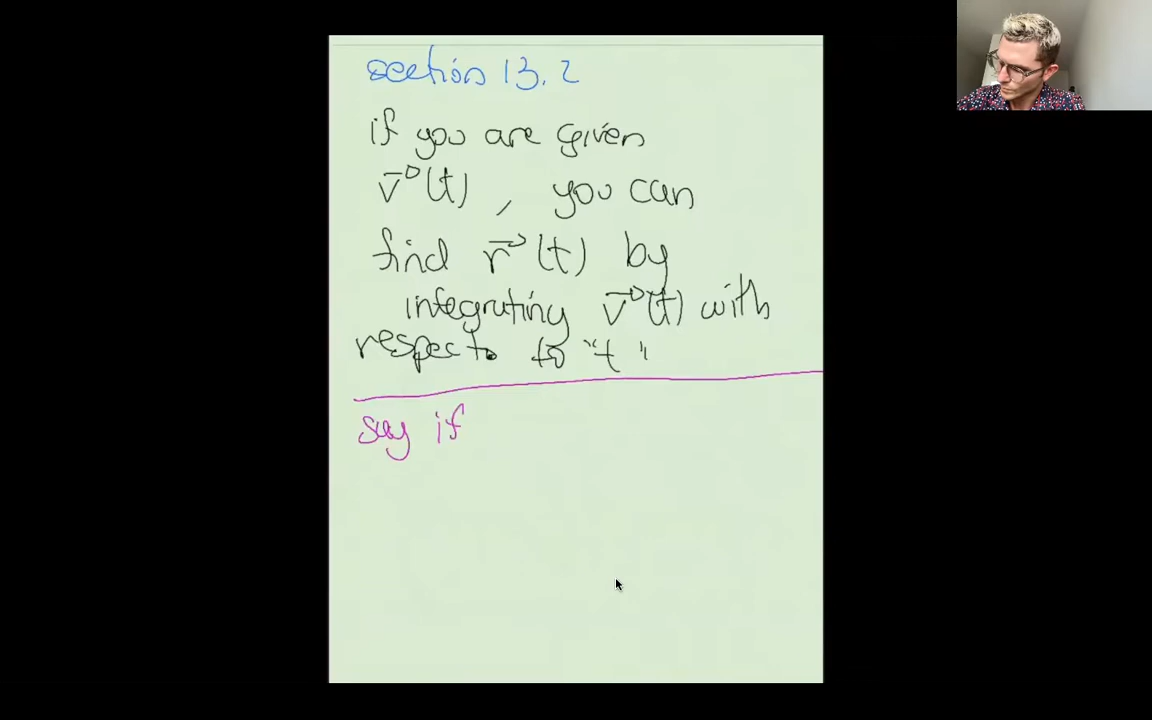 section 13.2
if you are given
v⃗(t), you can
find r⃗(t) by
integrating v⃗(t) with
respect to "t"
say if